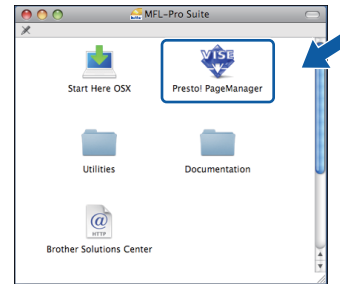 MFL-Pro Suite
VISE
Start Here OSX
Presto! PageManager
Utilities
Documentation
@
HTTP
Brother Solutions Center